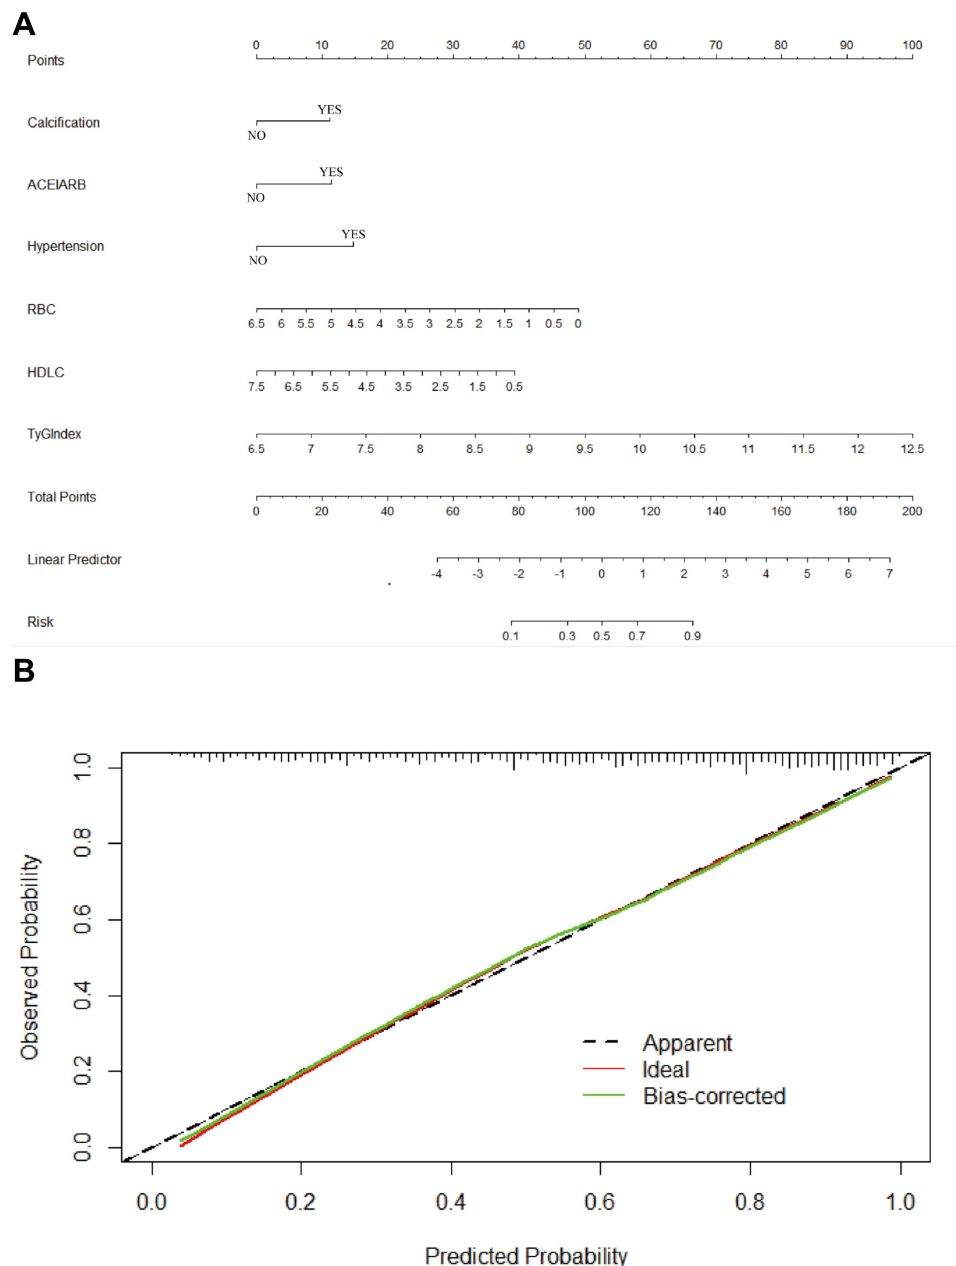 A
Points
0 10 20 30 40 50 60 70 80 90 100
Calcification
YES
NO
ACEIARB
YES
NO
Hypertension
YES
NO
RBC
6.5 6 5.5 5 4.5 4 3.5 3 2.5 2 1.5 1 0.5 0
HDLC
7.5 6.5 5.5 4.5 3.5 2.5 1.5 0.5
TyGIndex
6.5 7 7.5 8 8.5 9 9.5 10 10.5 11 11.5 12 12.5
Total Points
0 20 40 60 80 100 120 140 160 180 200
Linear Predictor
-4 -3 -2 -1 0 1 2 3 4 5 6 7
Risk
0.1 0.3 0.5 0.7 0.9
B
Observed Probability
1.0
0.8
0.6
0.4
0.2
0.0
Apparent
Ideal
Bias-corrected
0.0 0.2 0.4 0.6 0.8 1.0
Predicted Probability